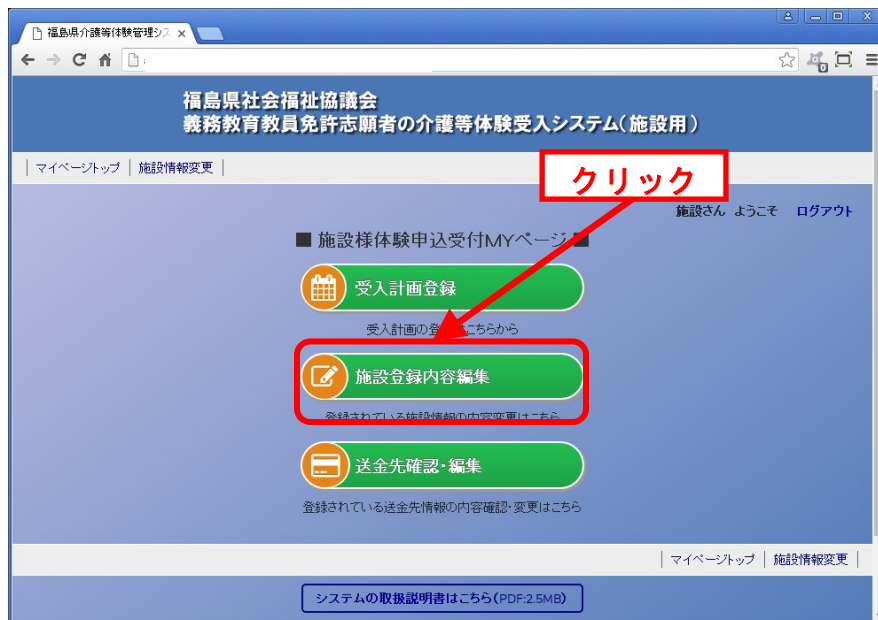 福島県介護等体験管理シス
福島県社会福祉協議会
義務教育教員免許志願者の介護等体験受入システム(施設用)
マイページトップ 施設情報変更
クリック
施設さん ようこそ ログアウト
■ 施設様体験申込受付MYページ ■
受入計画登録
受入計画の登録はこちらから
施設登録内容編集
登録されている施設情報の内容変更はこちら
送金先確認・編集
登録されている送金先情報の内容確認・変更はこちら
マイページトップ 施設情報変更
システムの取扱説明書はこちら(PDF:2.5MB)